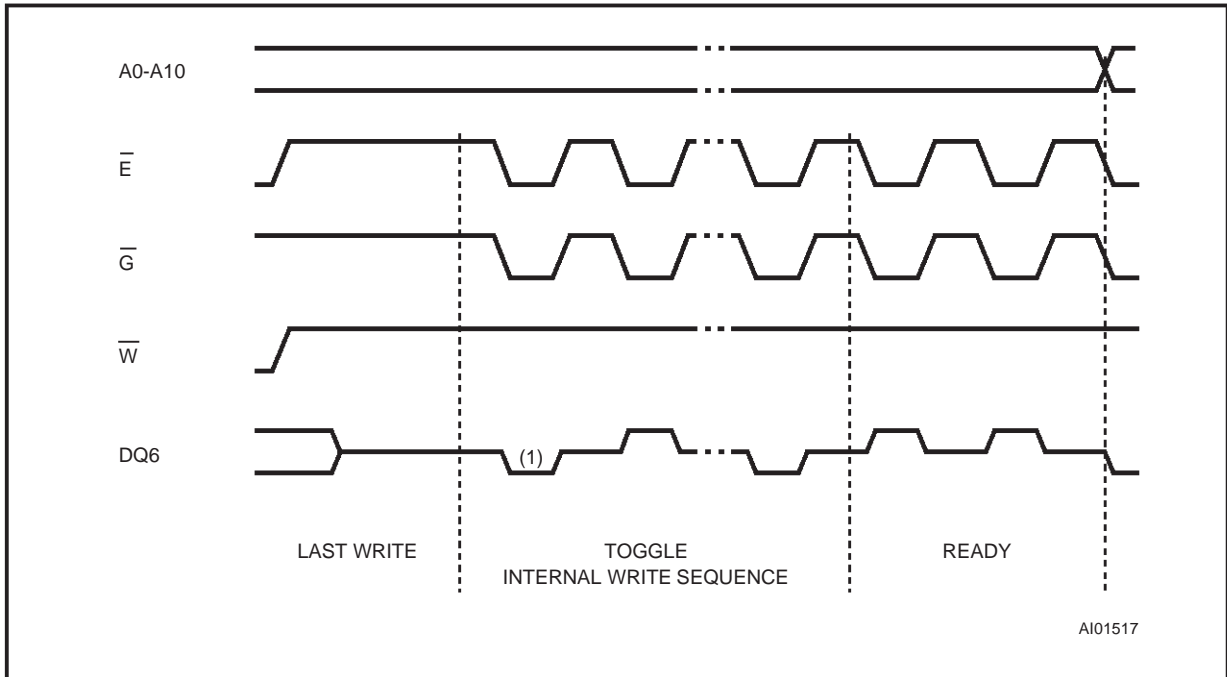 A0-A10
E
G
W
DQ6
(1)
LAST WRITE
TOGGLE
INTERNAL WRITE SEQUENCE
READY
AI01517